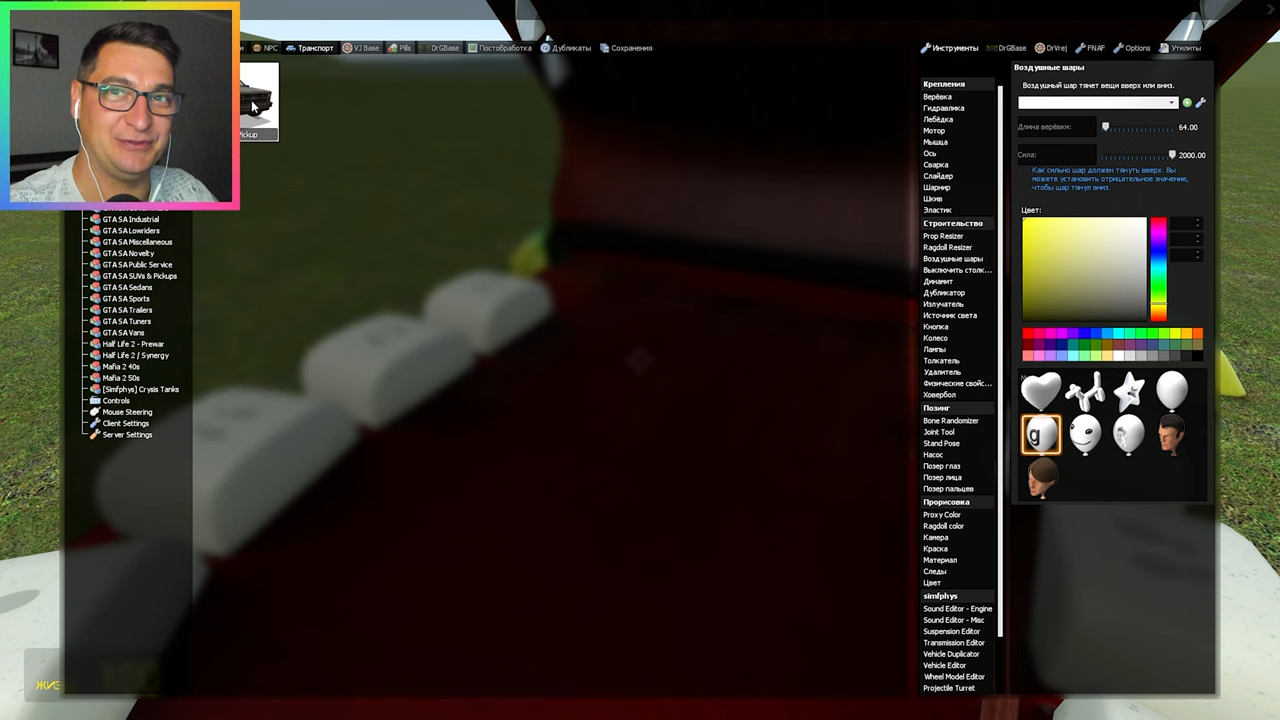 NPC
Транспорт
VJ Base
Pills
DrGBase
Постобработка
Дубликаты
Сохранения
Инструменты
DrGBase
DrVrej
FNAF
Options
Утилиты
Pickup
GTA SA Industrial
GTA SA Lowriders
GTA SA Miscellaneous
GTA SA Novelty
GTA SA Public Service
GTA SA SUVs & Pickups
GTA SA Sedans
GTA SA Sports
GTA SA Trailers
GTA SA Tuners
GTA SA Vans
Half Life 2 - Prewar
Half Life 2 / Synergy
Mafia 2 40s
Mafia 2 50s
[Simfphys] Crysis Tanks
Controls
Mouse Steering
Client Settings
Server Settings
Крепления
Верёвка
Гидравлика
Лебёдка
Мотор
Мышца
Ось
Сварка
Слайдер
Шарнир
Шкив
Эластик
Строительство
Prop Resizer
Ragdoll Resizer
Воздушные шары
Выключить столк...
Динамит
Дубликатор
Излучатель
Источник света
Кнопка
Колесо
Лампы
Толкатель
Удалитель
Физические свойс...
Ховербол
Позинг
Bone Randomizer
Joint Tool
Stand Pose
Насос
Позер глаз
Позер лица
Позер пальцев
Прорисовка
Proxy Color
Ragdoll color
Камера
Краска
Материал
Следы
Цвет
simfphys
Sound Editor - Engine
Sound Editor - Misc
Suspension Editor
Transmission Editor
Vehicle Duplicator
Vehicle Editor
Wheel Model Editor
Projectile Turret
Воздушные шары
Воздушный шар тянет вещи вверх или вниз.
Длина верёвки: 64.00
Сила: 2000.00
Как сильно шар должен тянуть вверх. Вы
можете установить отрицательное значение,
чтобы шар тянул вниз.
Цвет:
g